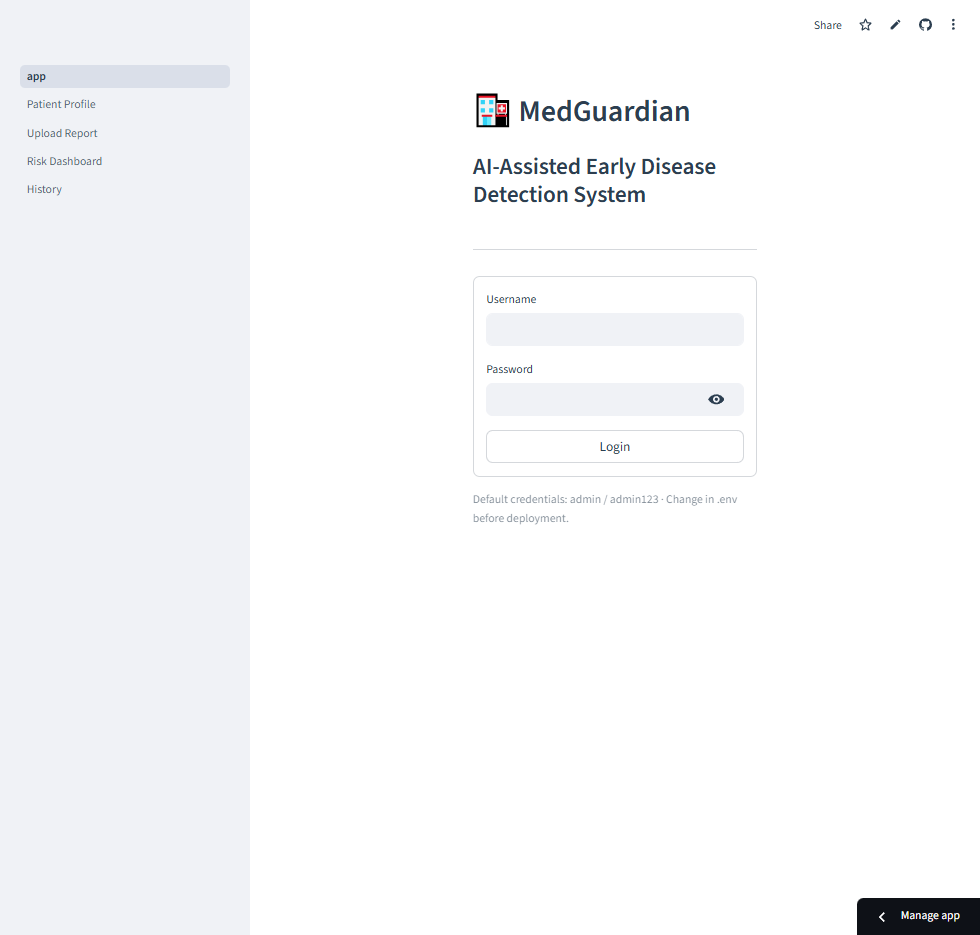 Share
app
Patient Profile
Upload Report
Risk Dashboard
History
MedGuardian
AI-Assisted Early Disease
Detection System
Username
Password
Login
Default credentials: admin / admin123 · Change in .env
before deployment.
Manage app